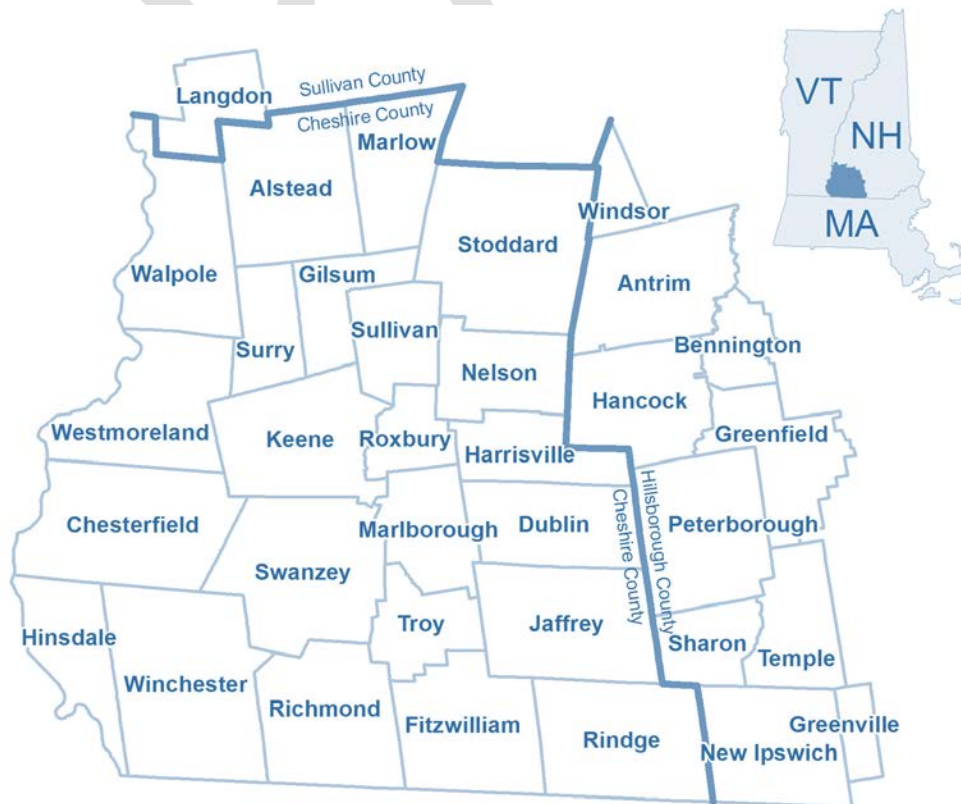 Langdon
Sullivan County
Cheshire County
VT
NH
MA
Marlow
Alstead
Windsor
Stoddard
Walpole
Gilsum
Antrim
Sullivan
Surry
Bennington
Nelson
Hancock
Westmoreland
Keene
Roxbury
Greenfield
Harrisville
Hillsborough County
Cheshire County
Chesterfield
Marlborough
Dublin
Peterborough
Swanzey
Hinsdale
Troy
Jaffrey
Sharon
Temple
Winchester
Richmond
Fitzwilliam
Rindge
Greenville
New Ipswich